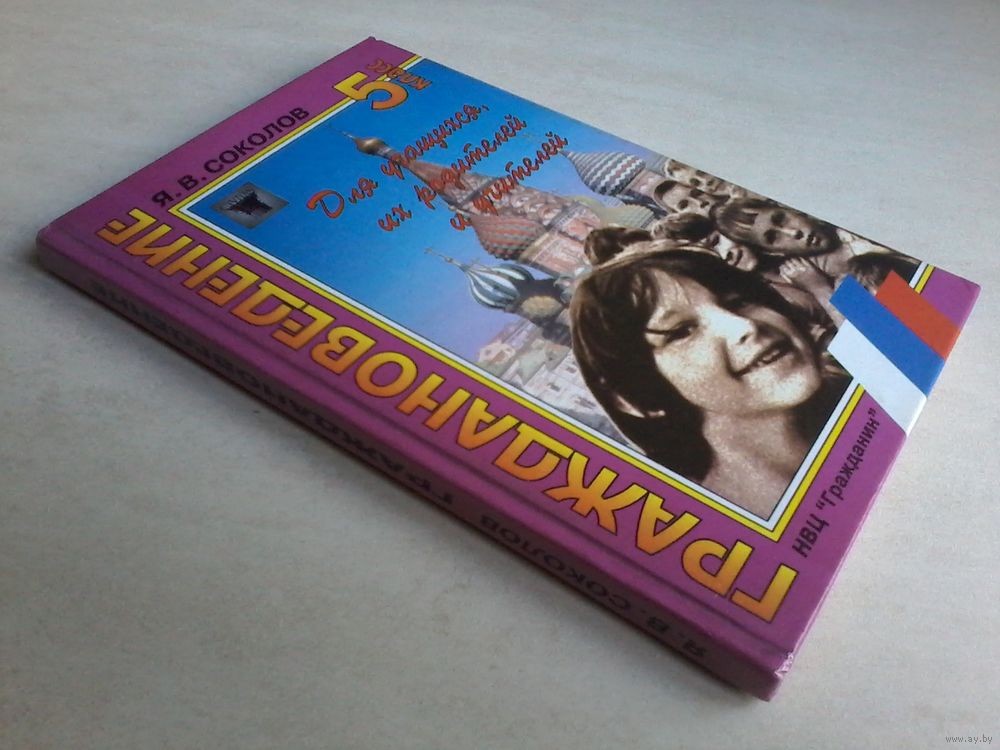 Я. В. СОКОЛОВ
5
класс
Для учащихся,
их родителей
и учителей
ГРАЖДАНОВЕДЕНИЕ
НВЦ "Гражданин"
Я. В. СОКОЛОВ ГРАЖДАНОВЕДЕНИЕ
www.ay.by